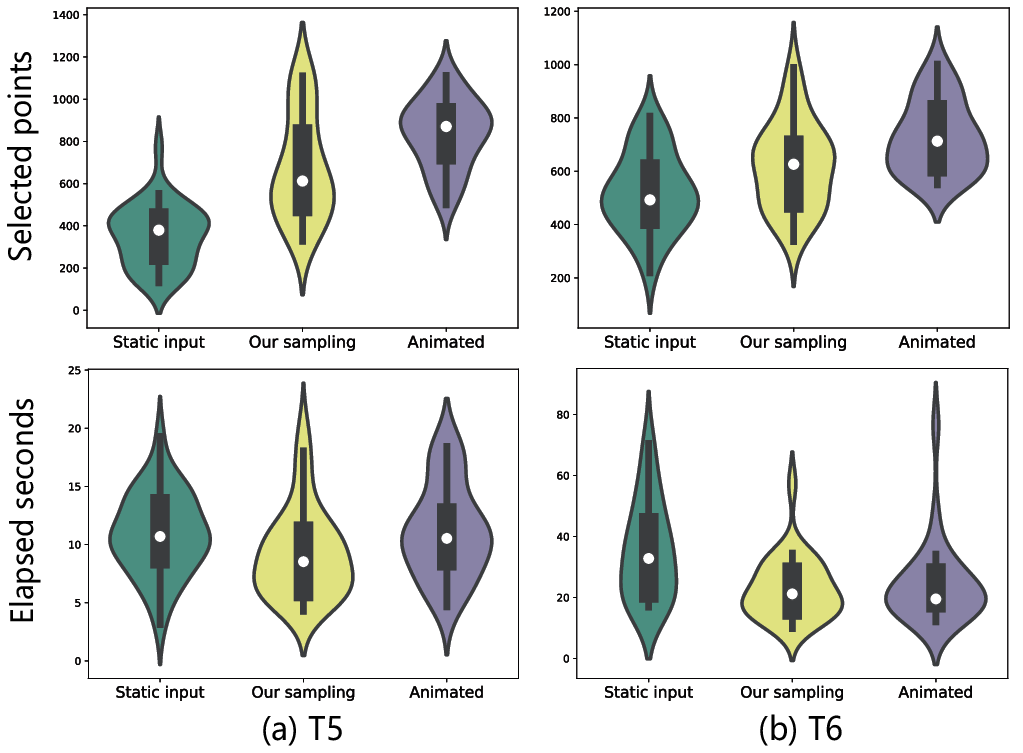 Selected points
1400
1200
1000
800
600
400
200
0
Static input
Our sampling
Animated
1200
1000
800
600
400
200
Static input
Our sampling
Animated
Elapsed seconds
25
20
15
10
5
0
Static input
Our sampling
Animated
80
60
40
20
0
Static input
Our sampling
Animated
(a) T5
(b) T6